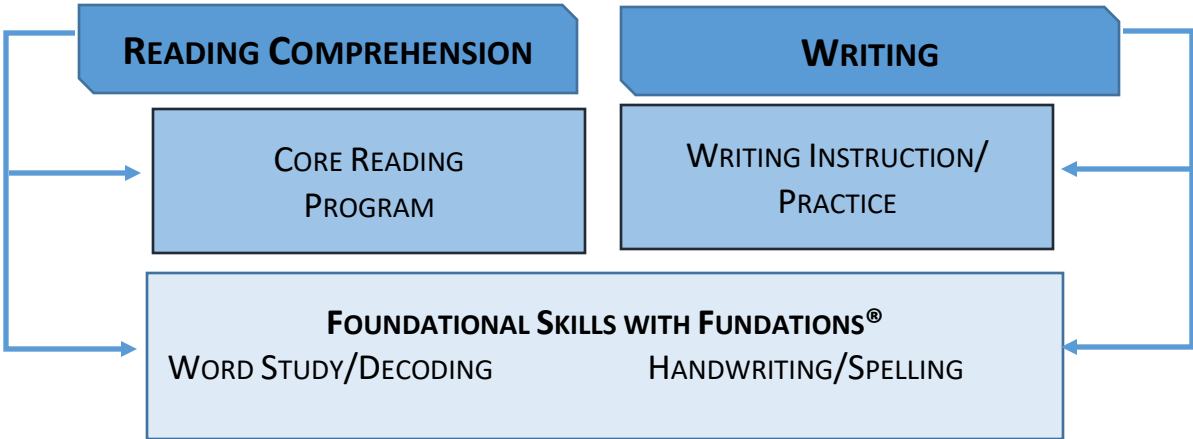 READING COMPREHENSION
WRITING
CORE READING
PROGRAM
WRITING INSTRUCTION/
PRACTICE
FOUNDATIONAL SKILLS WITH FUNDATIONS®
WORD STUDY/DECODING HANDWRITING/SPELLING